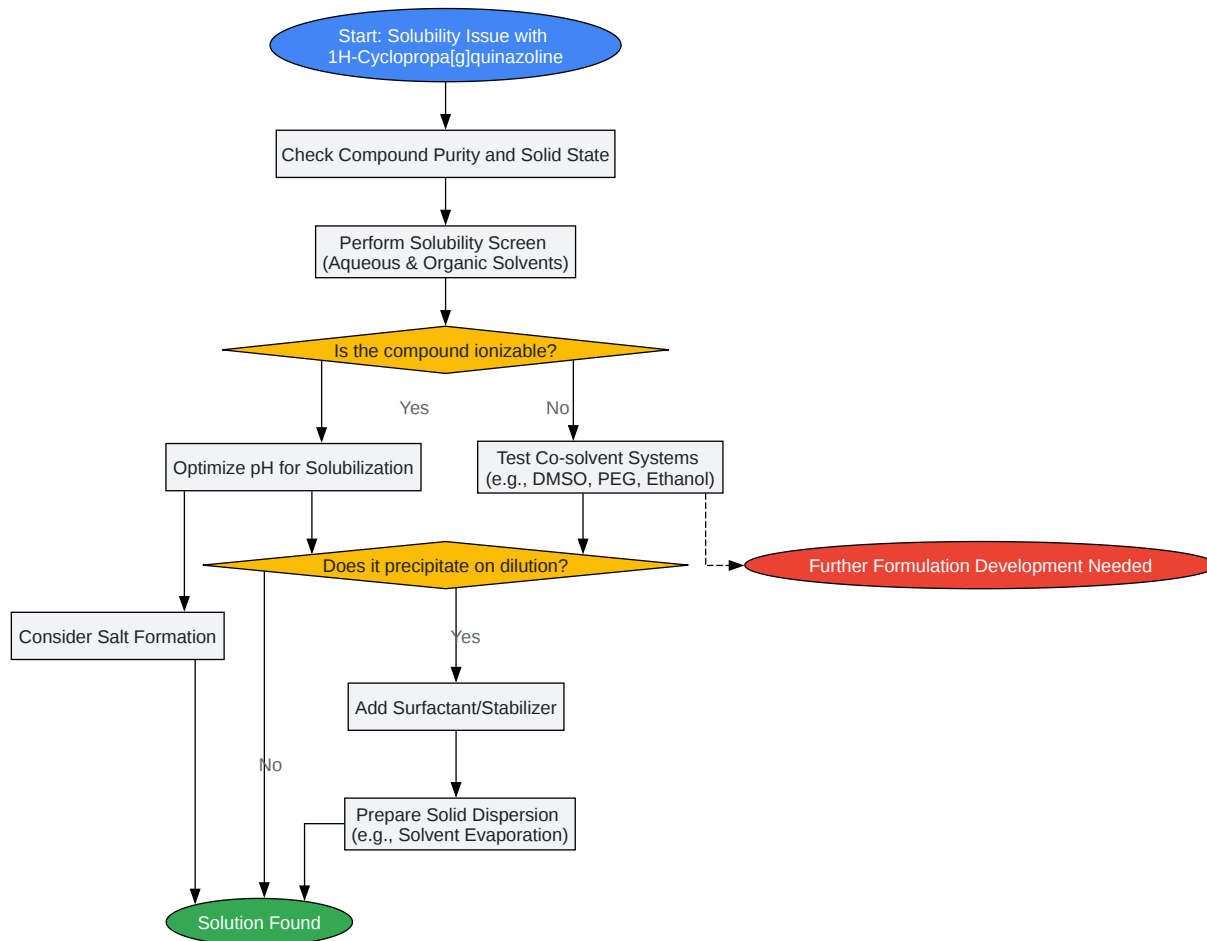 Start: Solubility Issue with
1H-Cyclopropa[g]quinazoline
Check Compound Purity and Solid State
Perform Solubility Screen
(Aqueous & Organic Solvents)
Is the compound ionizable?
Yes
No
Optimize pH for Solubilization
Test Co-solvent Systems
(e.g., DMSO, PEG, Ethanol)
Does it precipitate on dilution?
Further Formulation Development Needed
Consider Salt Formation
Yes
Add Surfactant/Stabilizer
No
Prepare Solid Dispersion
(e.g., Solvent Evaporation)
Solution Found